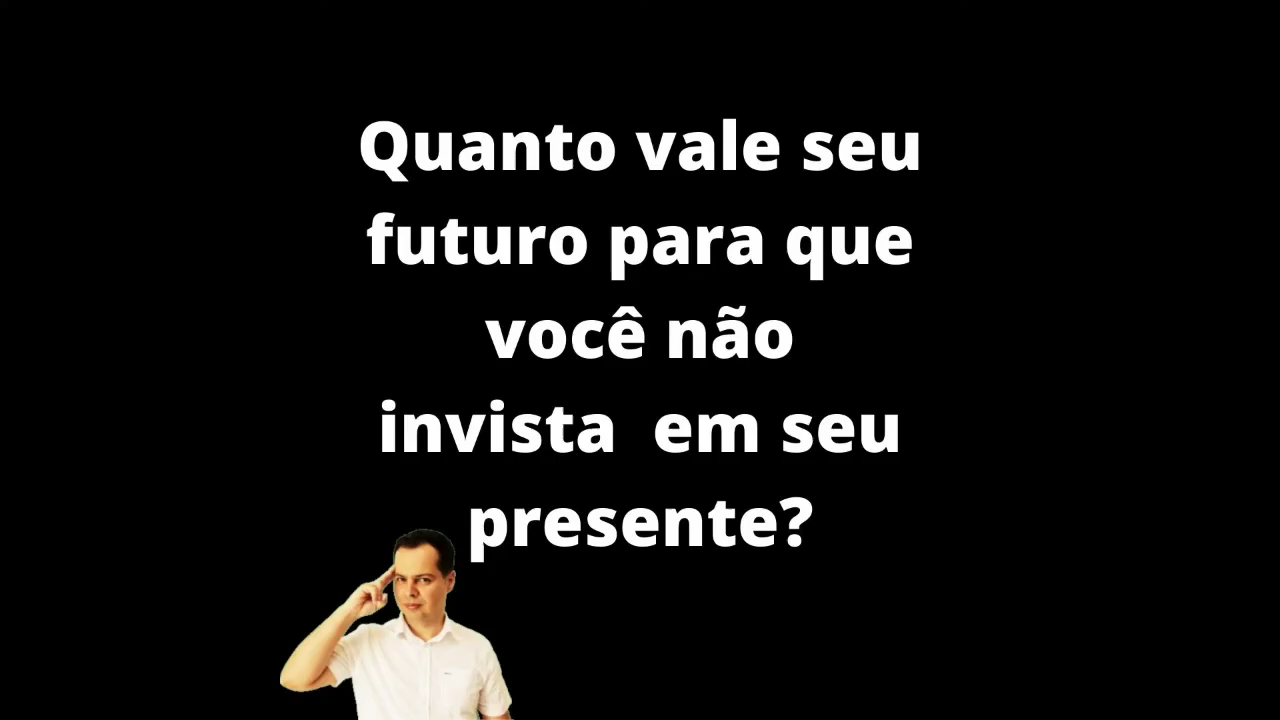 Quanto vale seu
futuro para que
você não
invista  em seu
presente?